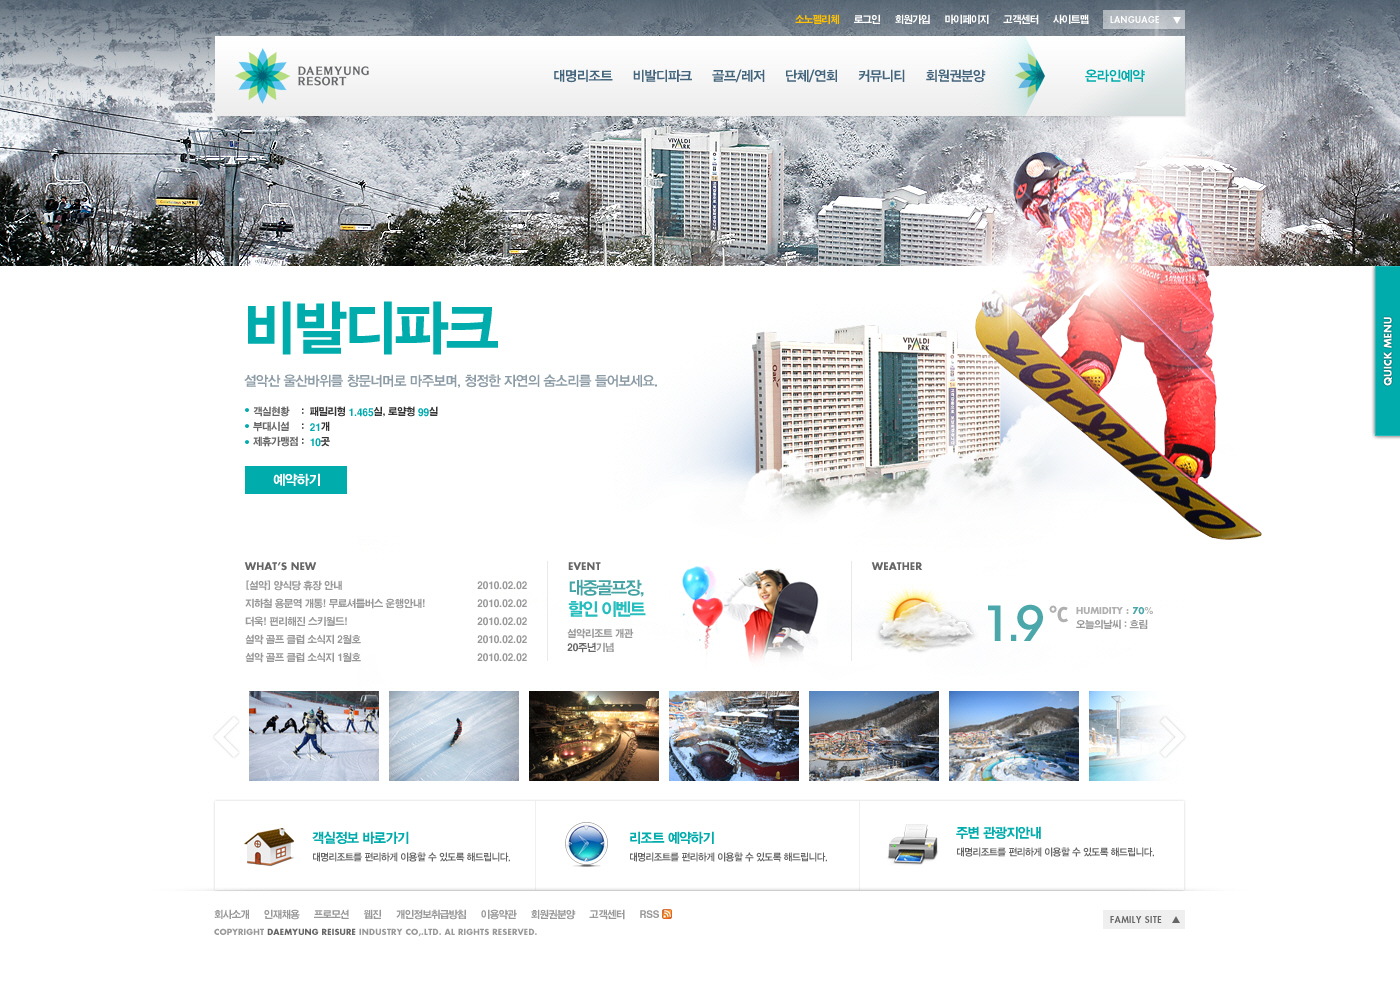 소노펠리체 로그인 회원가입 마이페이지 고객센터 사이트맵 LANGUAGE
DAEMYUNG
RESORT
대명리조트 비발디파크 골프/레저 단체/연회 커뮤니티 회원권분양 온라인예약
VIVALDI
PARK
비발디파크
설악산 울산바위를 창문너머로 마주보며, 청정한 자연의 숨소리를 들어보세요.
객실현황 : 패밀리형 1.465실, 로얄형 99실
부대시설 : 21개
제휴가맹점 : 10곳
예약하기
VIVALDI
PARK
Oak
OSMIPAHOK
QUICK MENU
WHAT'S NEW
[설악] 양식당 휴장 안내 2010.02.02
지하철 용문역 개통! 무료셔틀버스 운행안내! 2010.02.02
더욱! 편리해진 스키월드! 2010.02.02
설악 골프 클럽 소식지 2월호 2010.02.02
설악 골프 클럽 소식지 1월호 2010.02.02
EVENT
대중골프장,
할인 이벤트
설악리조트 개관
20주년기념
WEATHER
1.9 °C
HUMIDITY : 70%
오늘의날씨 : 흐림
객실정보 바로가기
대명리조트를 편리하게 이용할 수 있도록 해드립니다.
리조트 예약하기
대명리조트를 편리하게 이용할 수 있도록 해드립니다.
주변 관광지안내
대명리조트를 편리하게 이용할 수 있도록 해드립니다.
회사소개 인재채용 프로모션 웹진 개인정보취급방침 이용약관 회원권분양 고객센터 RSS
COPYRIGHT DAEMYUNG REISURE INDUSTRY CO,.LTD. AL RIGHTS RESERVED.
FAMILY SITE